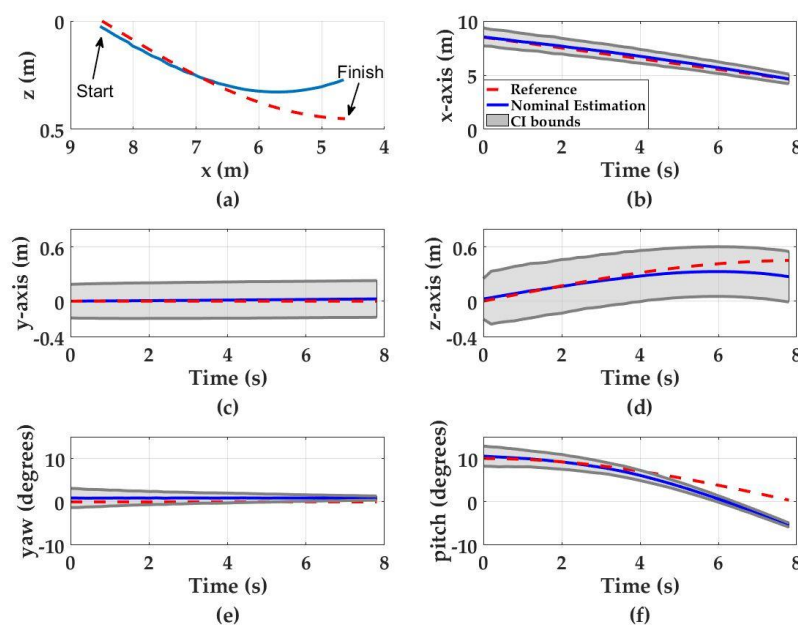 0
z (m)
0.5
Start
Finish
9 8 7 6 5 4
x (m)
(a)
10
x-axis (m)
5
0
Reference
Nominal Estimation
CI bounds
0 2 4 6 8
Time (s)
(b)
0.6
y-axis (m)
0
-0.4
0 2 4 6 8
Time (s)
(c)
0.6
z-axis (m)
0
-0.4
0 2 4 6 8
Time (s)
(d)
10
yaw (degrees)
0
-10
0 2 4 6 8
Time (s)
(e)
10
pitch (degrees)
0
-10
0 2 4 6 8
Time (s)
(f)